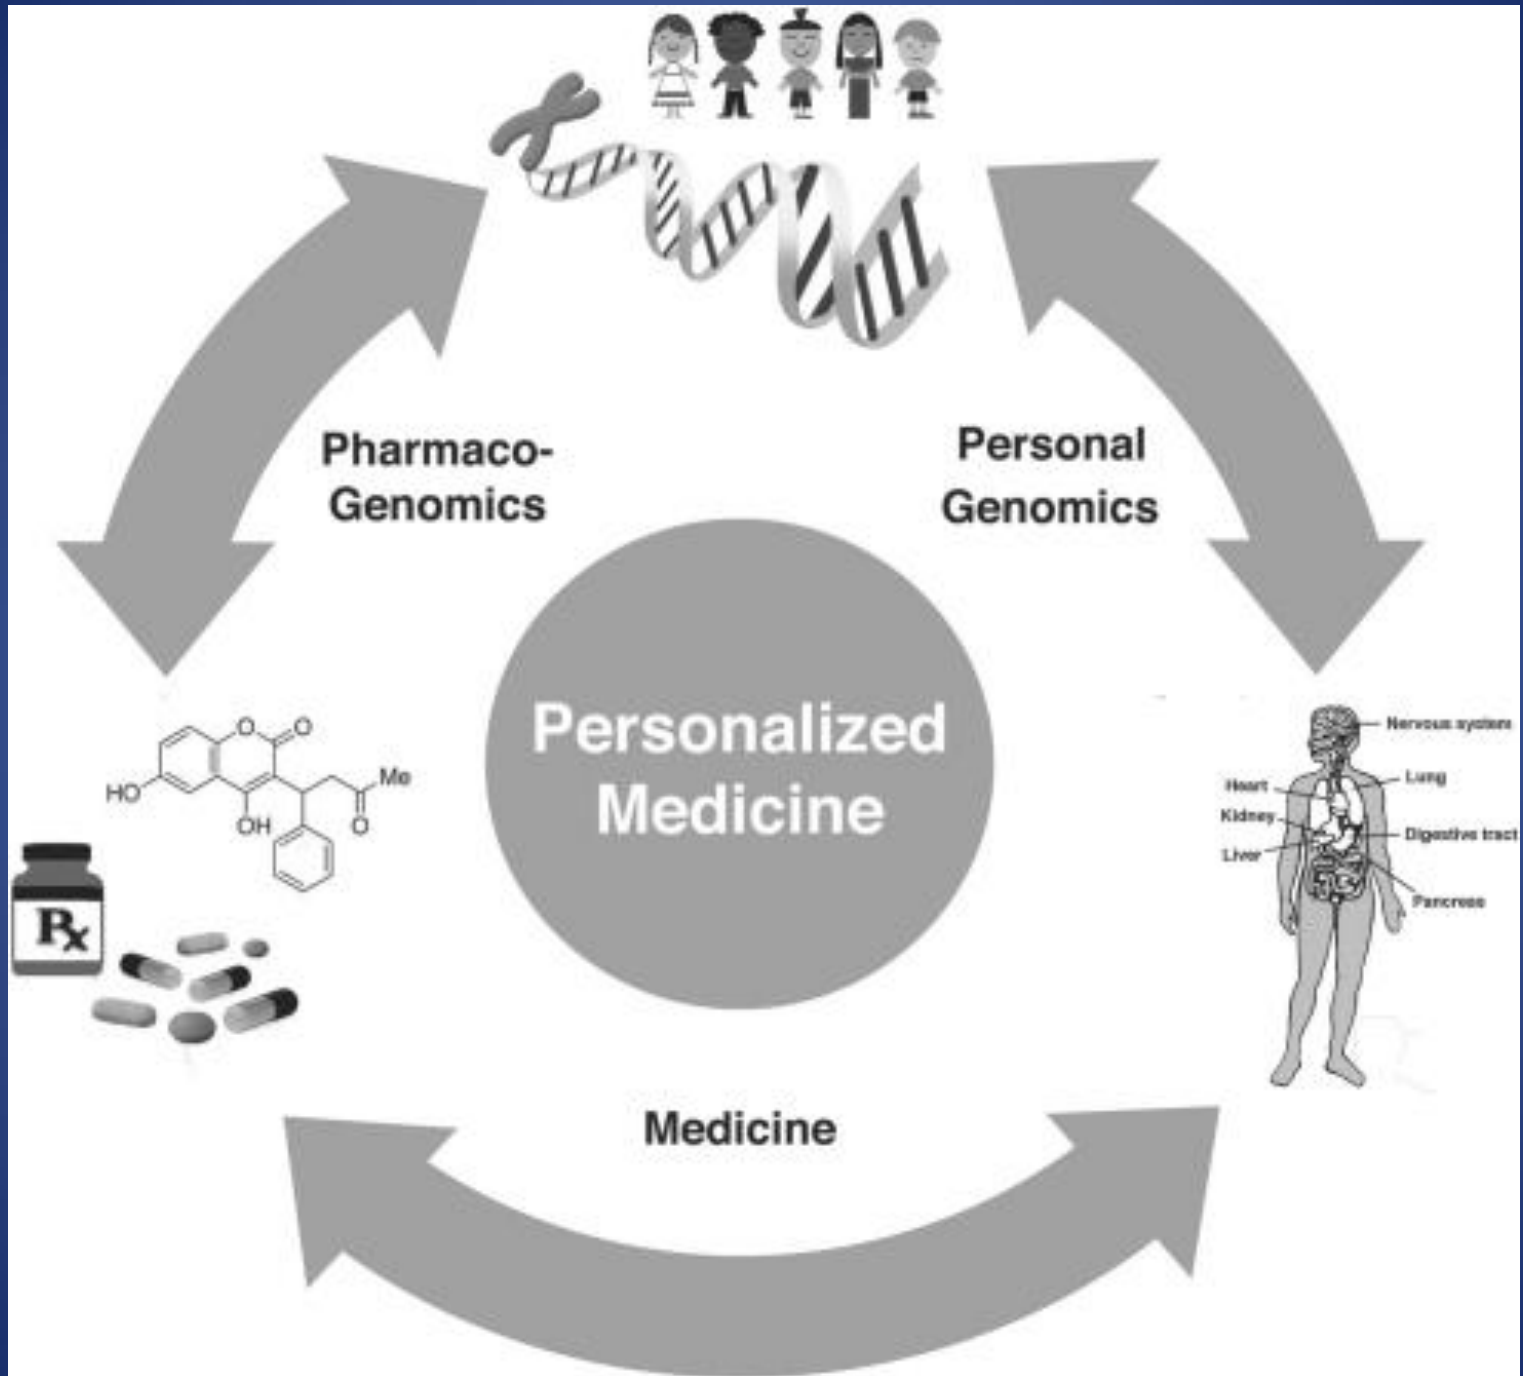 Pharmaco-
Genomics
Personal
Genomics
Personalized
Medicine
O
O
HO
OH
Me
O
Rx
Nervous system
Lung
Heart
Kidney
Digestive tract
Liver
Pancreas
Medicine